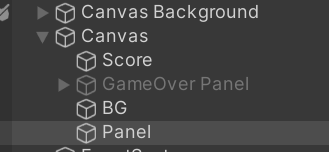 Canvas Background
Canvas
Score
GameOver Panel
BG
Panel